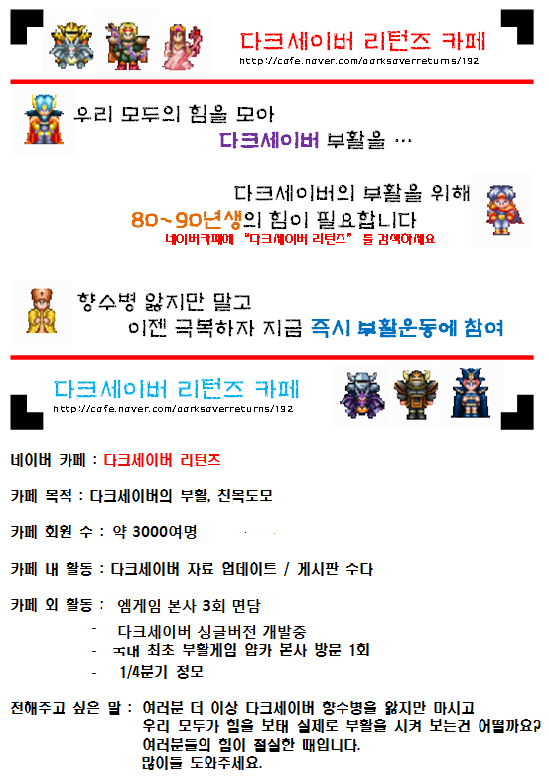 다크세이버 리턴즈 카페
http://cafe.naver.com/darksaverreturns/192
우리 모두의 힘을 모아
다크세이버 부활을 …
다크세이버의 부활을 위해
80~90년생의 힘이 필요합니다
네이버카페에 “다크세이버 리턴즈” 를 검색하세요
향수병 앓지만 말고
이젠 극복하자 지금 즉시 부활운동에 참여
다크세이버 리턴즈 카페
http://cafe.naver.com/darksaverreturns/192
네이버 카페 : 다크세이버 리턴즈
카페 목적 : 다크세이버의 부활, 친목도모
카페 회원 수 : 약 3000여명
카페 내 활동 : 다크세이버 자료 업데이트 / 게시판 수다
카페 외 활동 : 엠게임 본사 3회 면담
- 다크세이버 싱글버전 개발중
- 국내 최초 부활게임 얍카 본사 방문 1회
- 1/4분기 정모
전해주고 싶은 말 : 여러분 더 이상 다크세이버 향수병을 앓지만 마시고
우리 모두가 힘을 보태 실제로 부활을 시켜 보는건 어떨까요?
여러분들의 힘이 절실한 때입니다.
많이들 도와주세요.